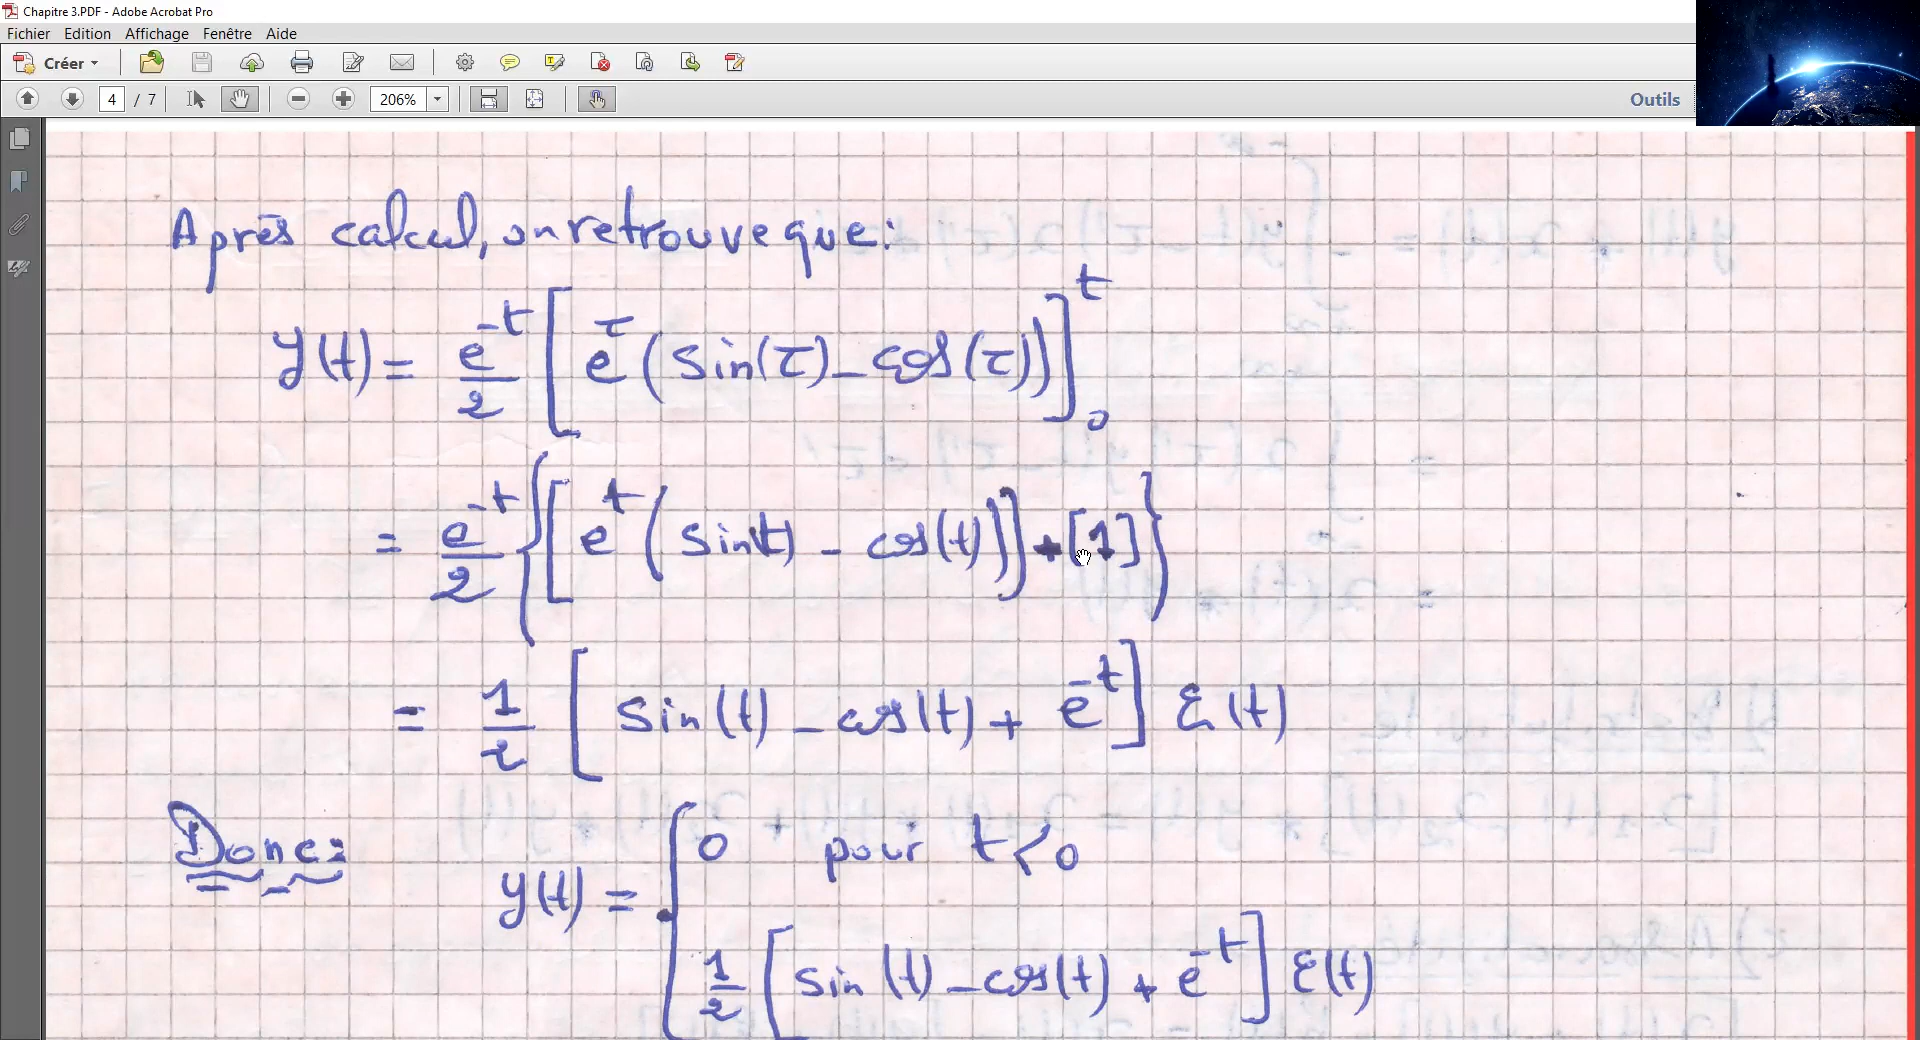 Chapitre 3.PDF - Adobe Acrobat Pro
Fichier Edition Affichage Fenêtre Aide
Créer
4 / 7 206% Outils
Après calcul, on retrouve que:
y(t) = e^-t/2 [ e^τ (sin(τ) - cos(τ)) ]_0^t
= e^-t/2 { [ e^t (sin(t) - cos(t)) ] + [1] }
= 1/2 [ sin(t) - cos(t) + e^-t ] ℰ(t)
Donc: y(t) = { 0 pour t < 0
1/2 [ sin(t) - cos(t) + e^-t ] ℰ(t)